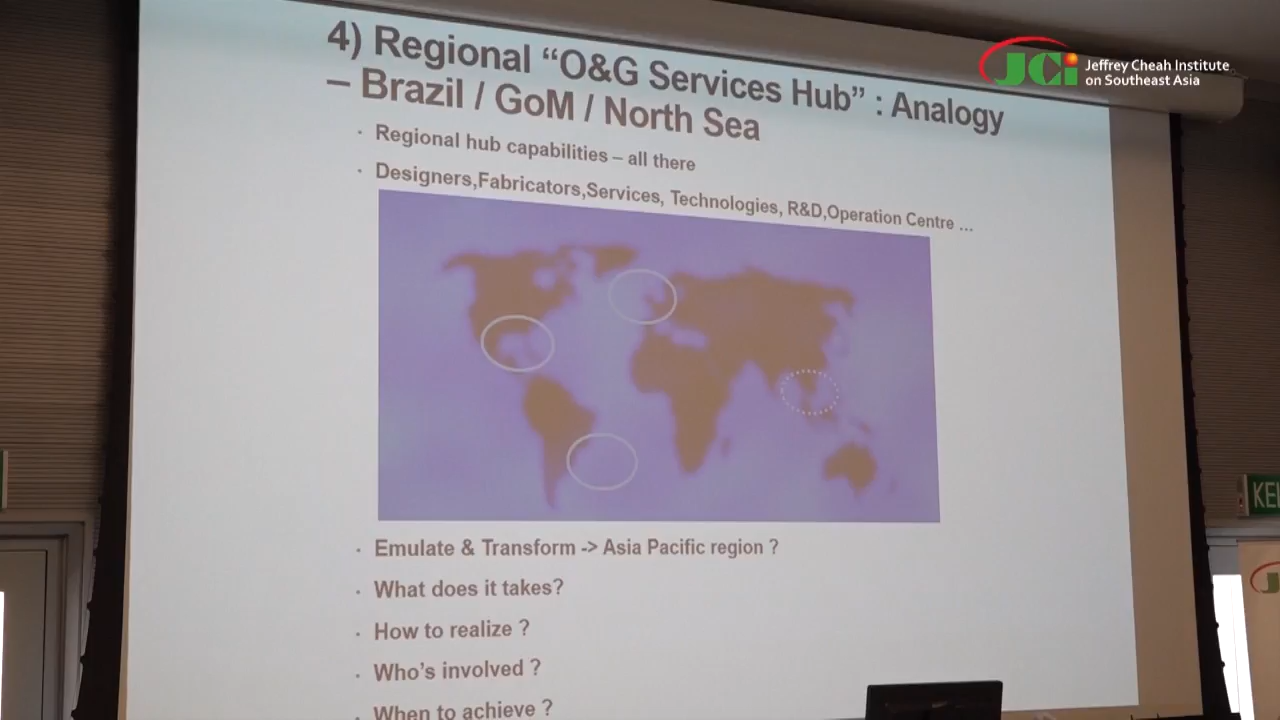 4) Regional “O&G Services Hub” : Analogy
– Brazil / GoM / North Sea
· Regional hub capabilities – all there
· Designers,Fabricators,Services, Technologies, R&D,Operation Centre ...
· Emulate & Transform -> Asia Pacific region ?
· What does it takes?
· How to realize ?
· Who’s involved ?
· When to achieve ?
JCi Jeffrey Cheah Institute
on Southeast Asia